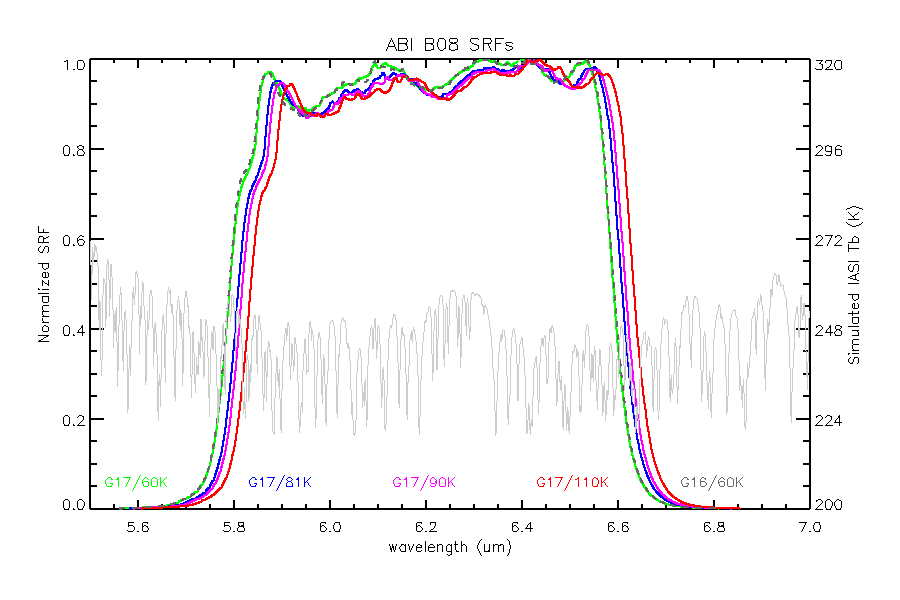 ABI B08 SRFs
1.0
0.8
0.6
0.4
0.2
0.0
Normalized SRF
320
296
272
248
224
200
Simulated IASI Tb (K)
G17/60K G17/81K G17/90K G17/110K G16/60K
5.6 5.8 6.0 6.2 6.4 6.6 6.8 7.0
wavelength (um)